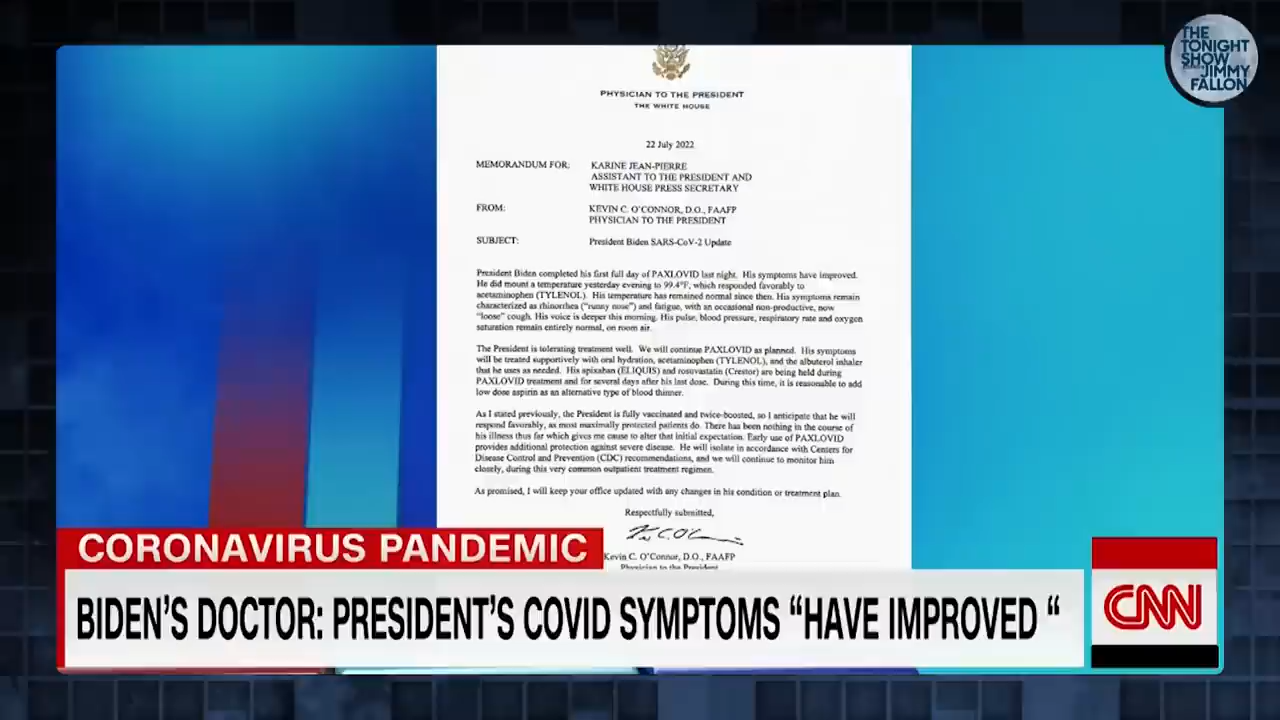 THE
TONIGHT
SHOW
JIMMY
FALLON
PHYSICIAN TO THE PRESIDENT
THE WHITE HOUSE
22 July 2022
MEMORANDUM FOR: KARINE JEAN-PIERRE
ASSISTANT TO THE PRESIDENT AND
WHITE HOUSE PRESS SECRETARY
FROM: KEVIN C. O'CONNOR, D.O., FAAFP
PHYSICIAN TO THE PRESIDENT
SUBJECT: President Biden SARS-CoV-2 Update
President Biden completed his first full day of PAXLOVID last night. His symptoms have improved.
He did mount a temperature yesterday evening to 99.4°F, which responded favorably to
acetaminophen (TYLENOL). His temperature has remained normal since then. His symptoms remain
characterized as rhinorrhea ("runny nose") and fatigue, with an occasional non-productive, now
"loose" cough. His voice is deeper this morning. His pulse, blood pressure, respiratory rate and oxygen
saturation remain entirely normal, on room air.
The President is tolerating treatment well. We will continue PAXLOVID as planned. His symptoms
will be treated supportively with oral hydration, acetaminophen (TYLENOL), and the albuterol inhaler
that he uses as needed. His apixaban (ELIQUIS) and rosuvastatin (Crestor) are being held during
PAXLOVID treatment and for several days after his last dose. During this time, it is reasonable to add
low dose aspirin as an alternative type of blood thinner.
As I stated previously, the President is fully vaccinated and twice-boosted, so I anticipate that he will
respond favorably, as most maximally protected patients do. There has been nothing in the course of
his illness thus far which gives me cause to alter that initial expectation. Early use of PAXLOVID
provides additional protection against severe disease. He will isolate in accordance with Centers for
Disease Control and Prevention (CDC) recommendations, and we will continue to monitor him
closely, during this very common outpatient treatment regimen.
As promised, I will keep your office updated with any changes in his condition or treatment plan.
Respectfully submitted,
Kevin C. O'Connor, D.O., FAAFP
Physician to the President
CORONAVIRUS PANDEMIC
BIDEN'S DOCTOR: PRESIDENT'S COVID SYMPTOMS “HAVE IMPROVED “
CNN